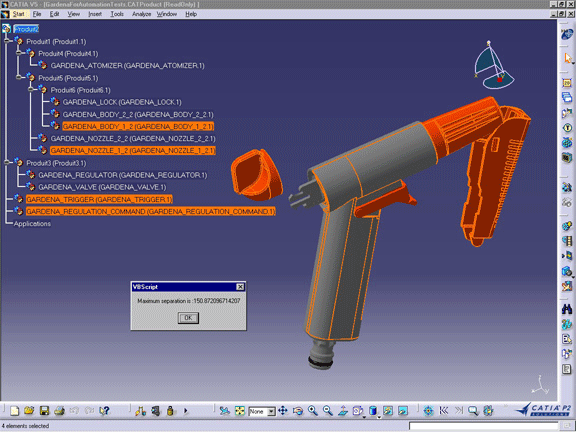 CATIA V5 - [GardenaForAutomationTests.CATProduct [ReadOnly]]
Start File Edit View Insert Tools Analyze Window Help
Produit2
Produit1 (Produit1.1)
Produit4 (Produit4.1)
GARDENA_ATOMIZER (GARDENA_ATOMIZER.1)
Produit5 (Produit5.1)
Produit6 (Produit6.1)
GARDENA_LOCK (GARDENA_LOCK.1)
GARDENA_BODY_2_2 (GARDENA_BODY_2_2.1)
GARDENA_BODY_1_2 (GARDENA_BODY_1_2.1)
GARDENA_NOZZLE_2_2 (GARDENA_NOZZLE_2_2.1)
GARDENA_NOZZLE_1_2 (GARDENA_NOZZLE_1_2.1)
Produit3 (Produit3.1)
GARDENA_REGULATOR (GARDENA_REGULATOR.1)
GARDENA_VALVE (GARDENA_VALVE.1)
GARDENA_TRIGGER (GARDENA_TRIGGER.1)
GARDENA_REGULATION_COMMAND (GARDENA_REGULATION_COMMAND.1)
Applications
VBScript
Maximum separation is :150.872096714207
OK
None
CATIA P2
4 elements selected